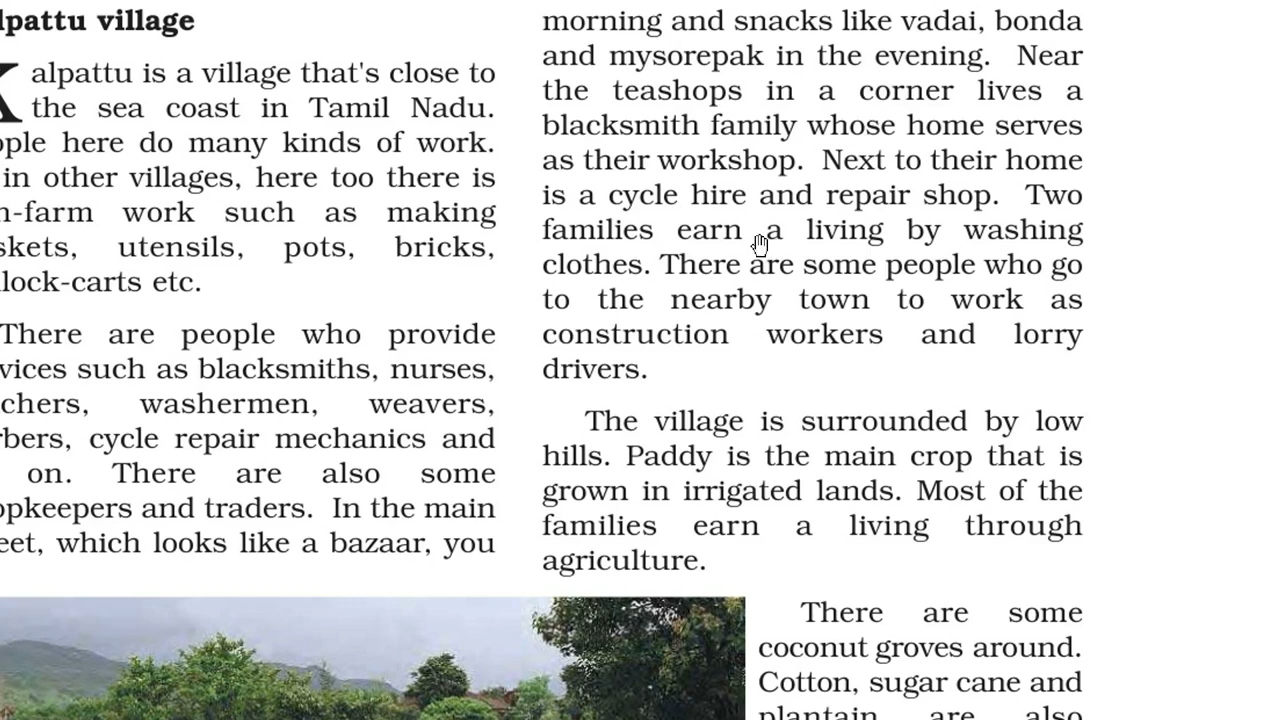 lpattu village
K
alpattu is a village that's close to
the sea coast in Tamil Nadu.
ople here do many kinds of work.
in other villages, here too there is
n-farm work such as making
skets, utensils, pots, bricks,
lock-carts etc.
There are people who provide
vices such as blacksmiths, nurses,
chers, washermen, weavers,
rbers, cycle repair mechanics and
on. There are also some
opkeepers and traders. In the main
eet, which looks like a bazaar, you
morning and snacks like vadai, bonda
and mysorepak in the evening. Near
the teashops in a corner lives a
blacksmith family whose home serves
as their workshop. Next to their home
is a cycle hire and repair shop. Two
families earn a living by washing
clothes. There are some people who go
to the nearby town to work as
construction workers and lorry
drivers.
The village is surrounded by low
hills. Paddy is the main crop that is
grown in irrigated lands. Most of the
families earn a living through
agriculture.
There are some
coconut groves around.
Cotton, sugar cane and
plantain are also